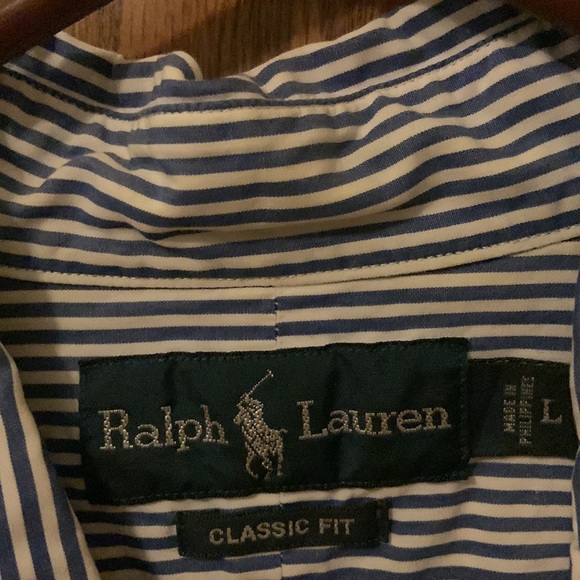 Ralph Lauren
MADE IN
PHILIPPINES
L
CLASSIC FIT